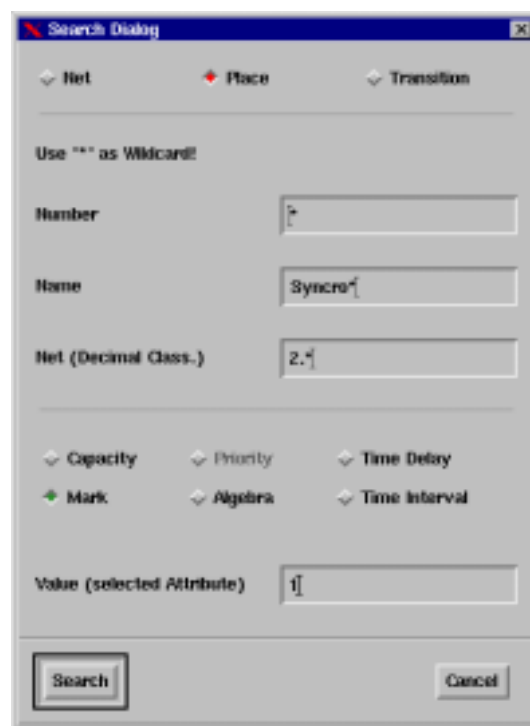 Search Dialog
Net Place Transition
Use "*" as Wildcard!
Number *
Name Syncro*
Net (Decimal Class.) 2.*
Capacity Priority Time Delay
Mark Algebra Time Interval
Value (selected Attribute) 1
Search Cancel